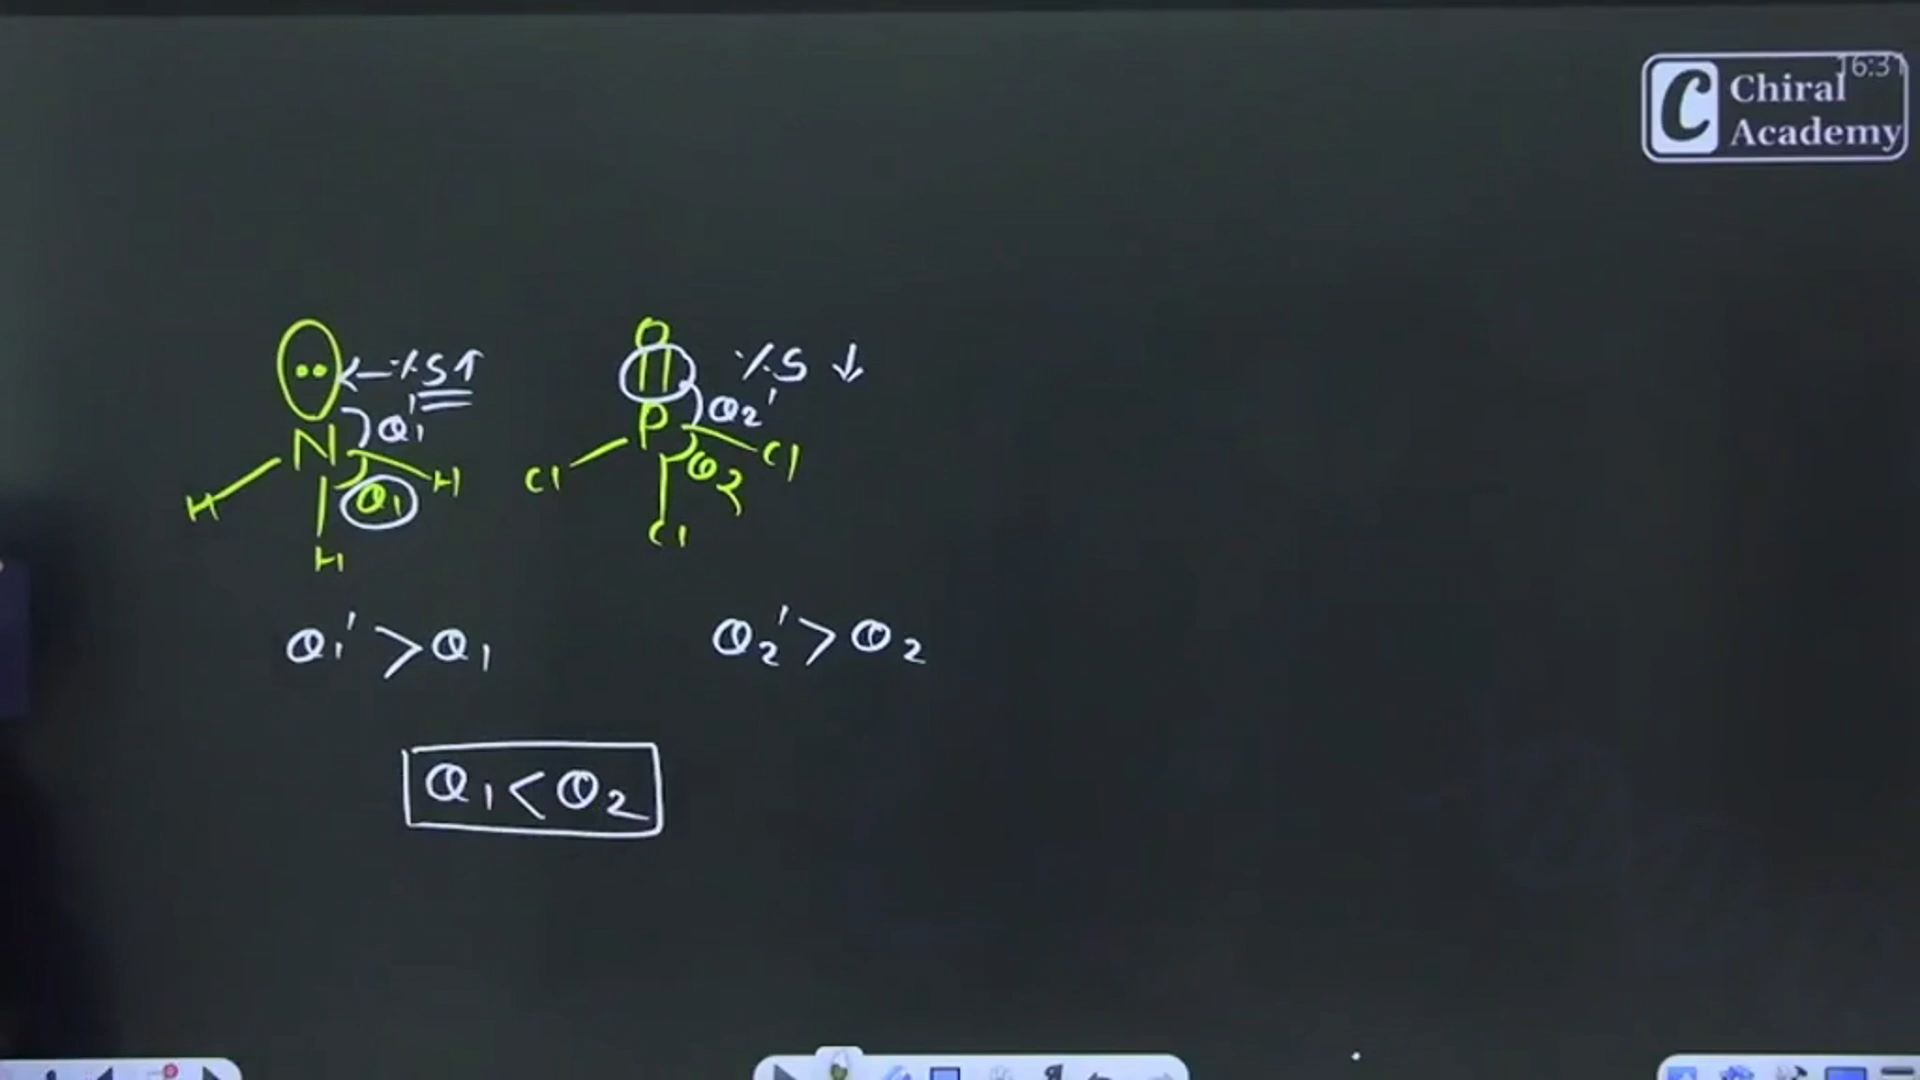 16:31
Chiral
Academy
%S↑
θ₁'
N
H
H
H
θ₁
O
%S ↓
θ₂'
P
Cl
Cl
Cl
θ₂
θ₁' > θ₁
θ₂' > θ₂
θ₁ < θ₂